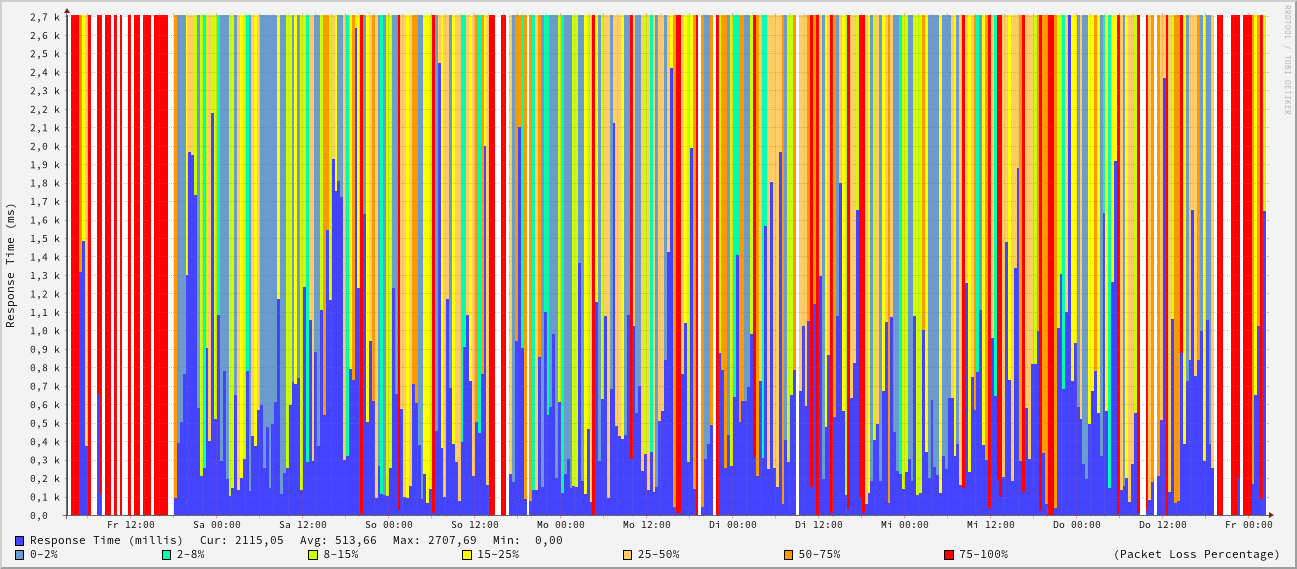 RRDTOOL / TOBI OETIKER
Response Time (ms)
2,7 k
2,6 k
2,5 k
2,4 k
2,3 k
2,2 k
2,1 k
2,0 k
1,9 k
1,8 k
1,7 k
1,6 k
1,5 k
1,4 k
1,3 k
1,2 k
1,1 k
1,0 k
0,9 k
0,8 k
0,7 k
0,6 k
0,5 k
0,4 k
0,3 k
0,2 k
0,1 k
0,0
Fr 12:00 Sa 00:00 Sa 12:00 So 00:00 So 12:00 Mo 00:00 Mo 12:00 Di 00:00 Di 12:00 Mi 00:00 Mi 12:00 Do 00:00 Do 12:00 Fr 00:00
Response Time (millis) Cur: 2115,05 Avg: 513,66 Max: 2707,69 Min: 0,00
0-2% 2-8% 8-15% 15-25% 25-50% 50-75% 75-100% (Packet Loss Percentage)